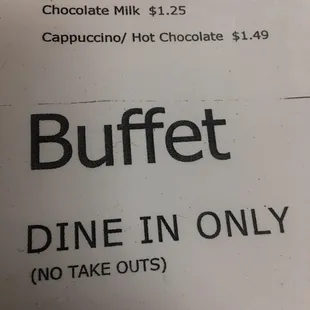 Chocolate Milk $1.25
Cappuccino/ Hot Chocolate $1.49
Buffet
DINE IN ONLY
(NO TAKE OUTS)